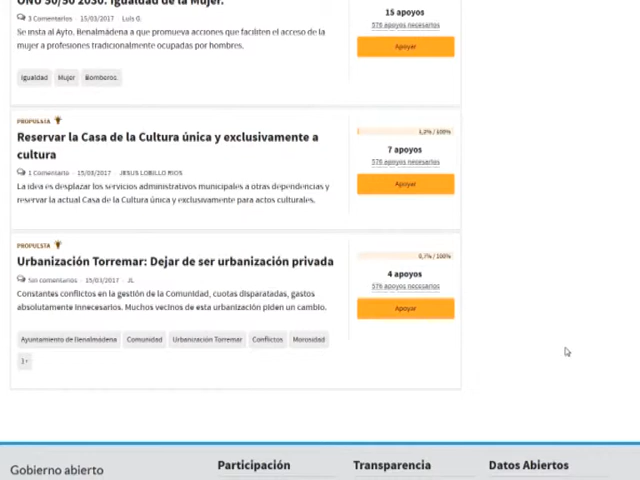 ONU 50/50 2030. Igualdad de la Mujer.
3 Comentarios · 15/03/2017 · Luis G.
Se insta al Ayto. Benalmádena a que promueva acciones que faciliten el acceso de la
mujer a profesiones tradicionalmente ocupadas por hombres.
Igualdad Mujer Bomberos.
15 apoyos
576 apoyos necesarios
Apoyar
PROPUESTA
Reservar la Casa de la Cultura única y exclusivamente a
cultura
1 Comentario · 15/03/2017 · JESUS LOBILLO RIOS
La idea es desplazar los servicios administrativos municipales a otras dependencias y
reservar la actual Casa de la Cultura única y exclusivamente para actos culturales.
1,2% / 100%
7 apoyos
576 apoyos necesarios
Apoyar
PROPUESTA
Urbanización Torremar: Dejar de ser urbanización privada
Sin comentarios · 15/03/2017 · JL
Constantes conflictos en la gestión de la Comunidad, cuotas disparatadas, gastos
absolutamente innecesarios. Muchos vecinos de esta urbanización piden un cambio.
Ayuntamiento de Benalmádena Comunidad Urbanización Torremar Conflictos Morosidad
1+
0,7% / 100%
4 apoyos
576 apoyos necesarios
Apoyar
Gobierno abierto
Participación
Transparencia
Datos Abiertos